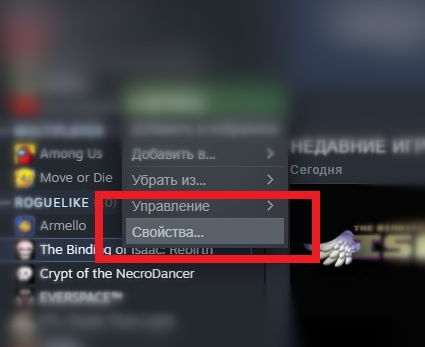 НЕДАВНИЕ ИГР
Among Us
Добавить в...
Сегодня
Move or Die
Убрать из...
ROGUELIKE
Управление
Armello
Свойства...
The Binding of Isaac: Rebirth
Crypt of the NecroDancer
EVERSPACE™